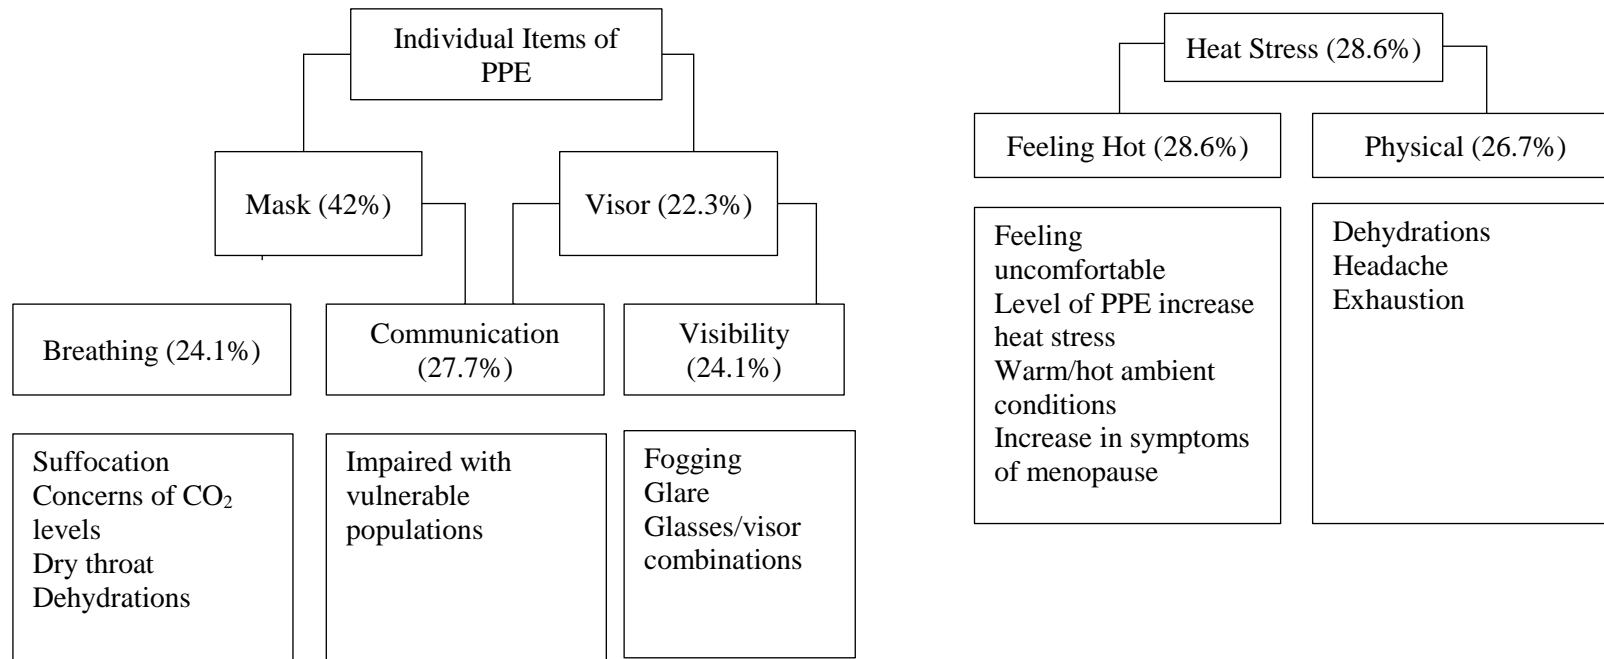 Individual Items of
PPE
Mask (42%)
Visor (22.3%)
Breathing (24.1%)
Communication
(27.7%)
Visibility
(24.1%)
Suffocation
Concerns of CO₂
levels
Dry throat
Dehydrations
Impaired with
vulnerable
populations
Fogging
Glare
Glasses/visor
combinations
Heat Stress (28.6%)
Feeling Hot (28.6%)
Physical (26.7%)
Feeling
uncomfortable
Level of PPE increase
heat stress
Warm/hot ambient
conditions
Increase in symptoms
of menopause
Dehydrations
Headache
Exhaustion